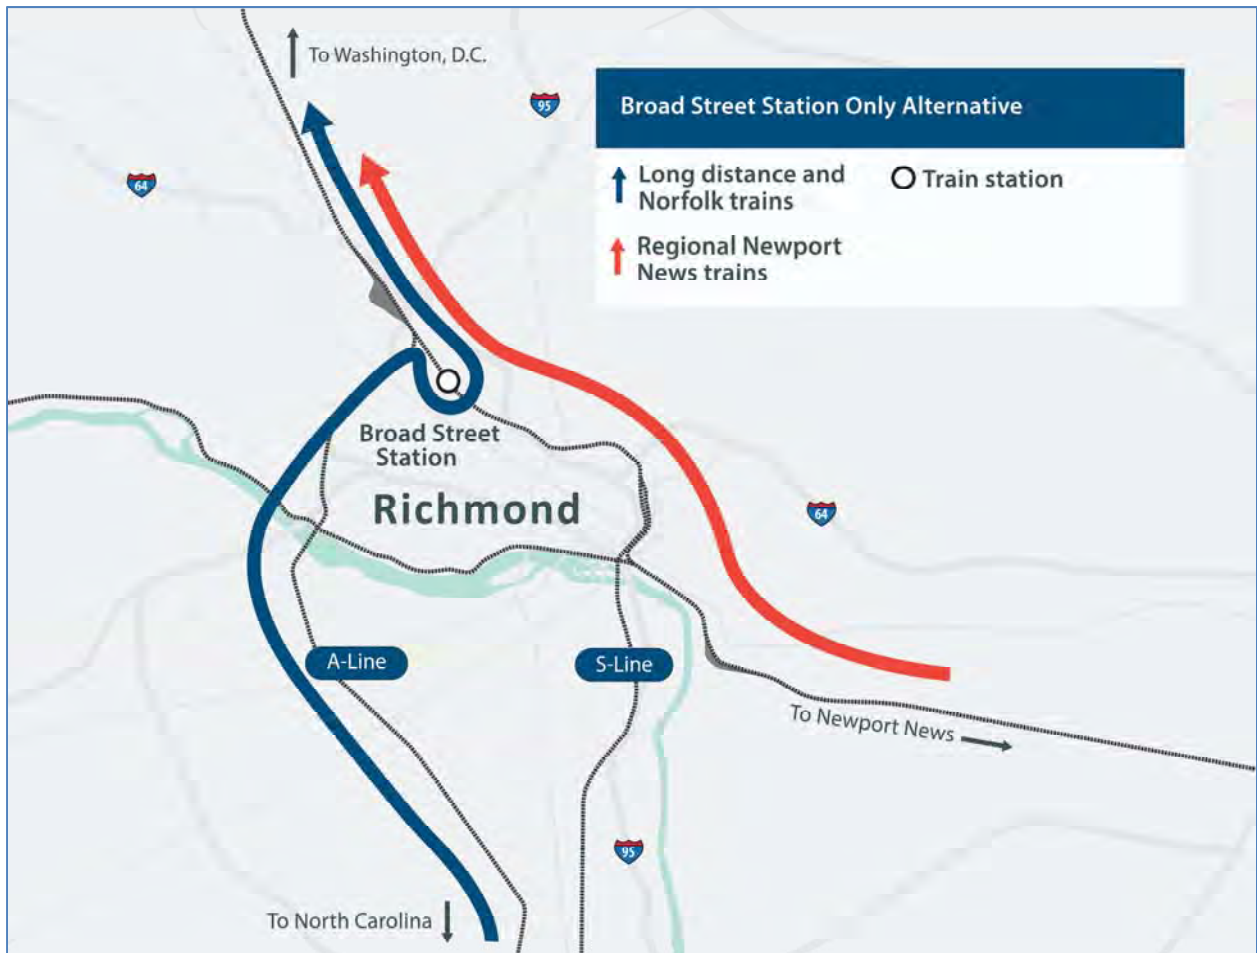 To Washington, D.C.
95
Broad Street Station Only Alternative
64
Long distance and
Norfolk trains
Train station
Regional Newport
News trains
Broad Street
Station
Richmond
64
A-Line
S-Line
To Newport News
95
To North Carolina